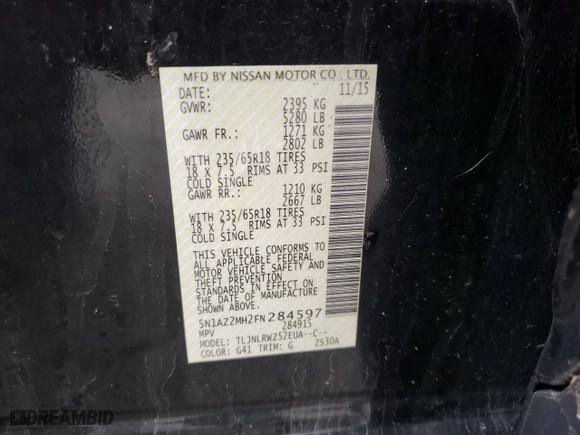 MFD BY NISSAN MOTOR CO., LTD.
DATE: 11/15
GVWR: 2395 KG
5280 LB
GAWR FR.: 1271 KG
2802 LB
WITH 235/65R18 TIRES
18 X 7.5 RIMS AT 33 PSI
COLD SINGLE
GAWR RR.: 1210 KG
2667 LB
WITH 235/65R18 TIRES
18 X 7.5 RIMS AT 33 PSI
COLD SINGLE
THIS VEHICLE CONFORMS TO
ALL APPLICABLE FEDERAL
MOTOR VEHICLE SAFETY AND
THEFT PREVENTION
STANDARDS IN EFFECT ON
THE DATE OF MANUFACTURE
SHOWN ABOVE.
5N1AZ2MH2FN284597
MPV 284915
MODEL: TLJNLRWZ52EUA--C--
COLOR: G41 TRIM: G ZS30A
DREAMBID